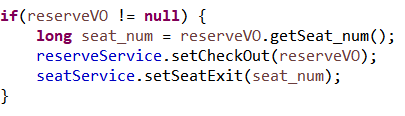 if(reserveVO != null) {
    long seat_num = reserveVO.getSeat_num();
    reserveService.setCheckOut(reserveVO);
    seatService.setSeatExit(seat_num);
}